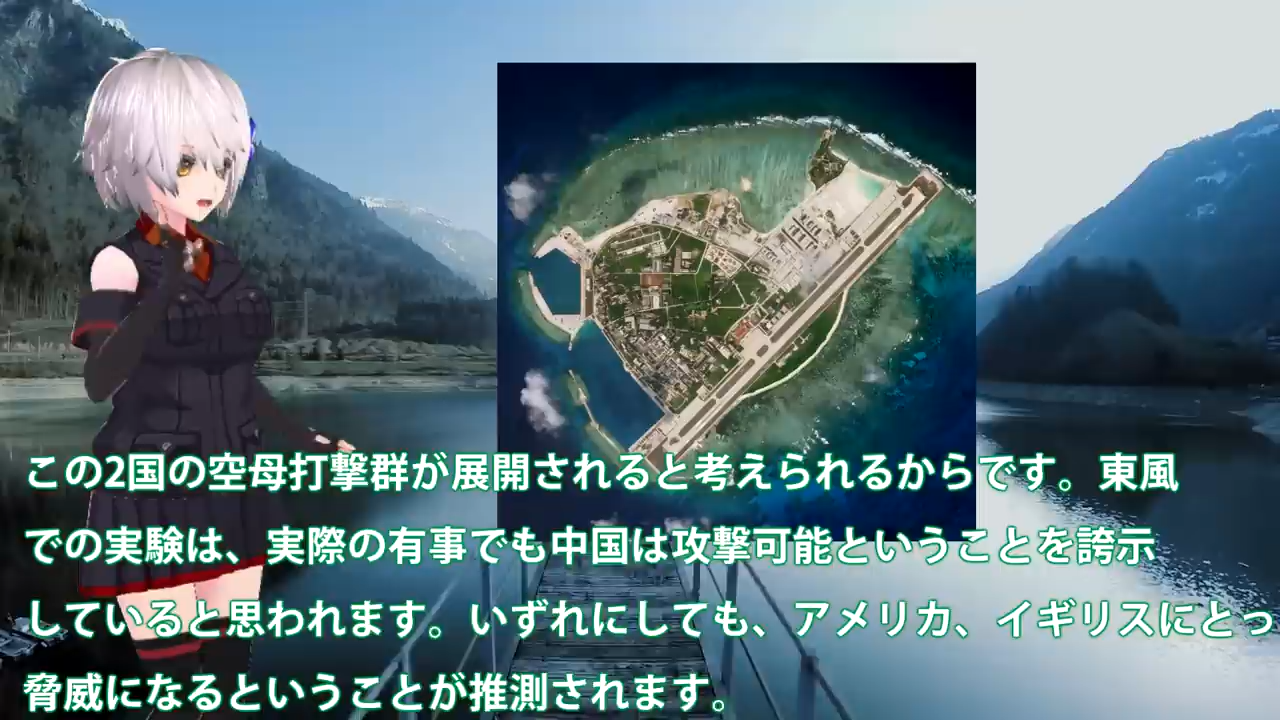 この2国の空母打撃群が展開されると考えられるからです。東風
での実験は、実際の有事でも中国は攻撃可能ということを誇示
していると思われます。いずれにしても、アメリカ、イギリスにとっ
脅威になるということが推測されます。